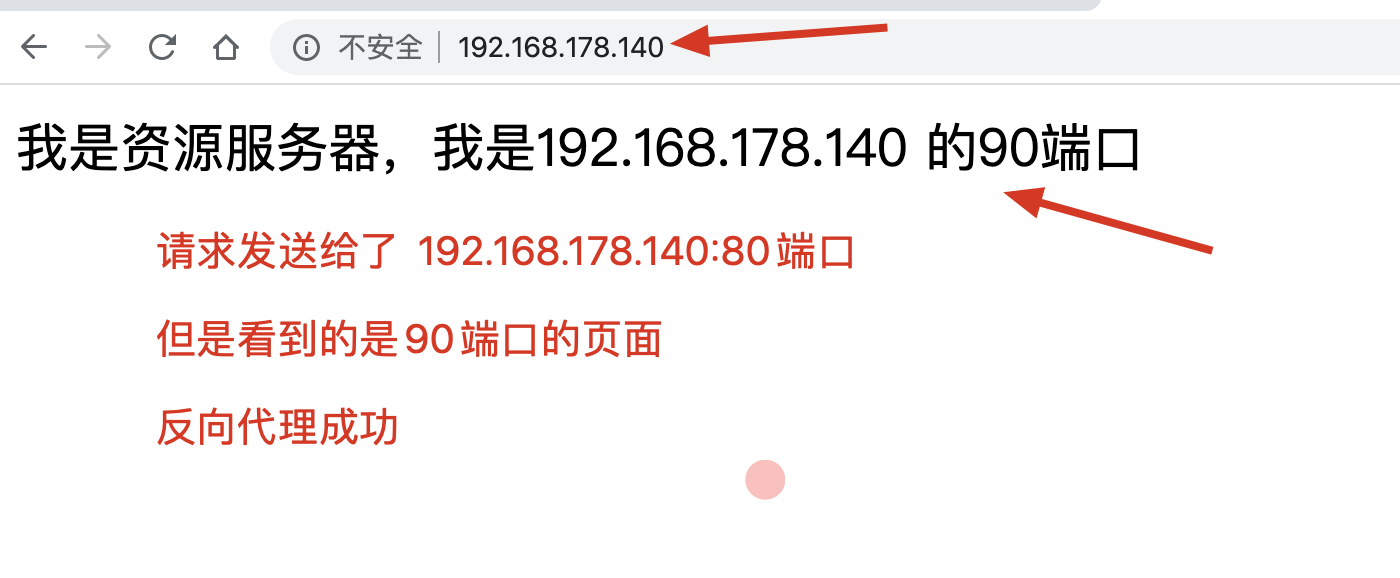 不安全 | 192.168.178.140
我是资源服务器，我是192.168.178.140 的90端口
请求发送给了 192.168.178.140:80端口
但是看到的是90端口的页面
反向代理成功